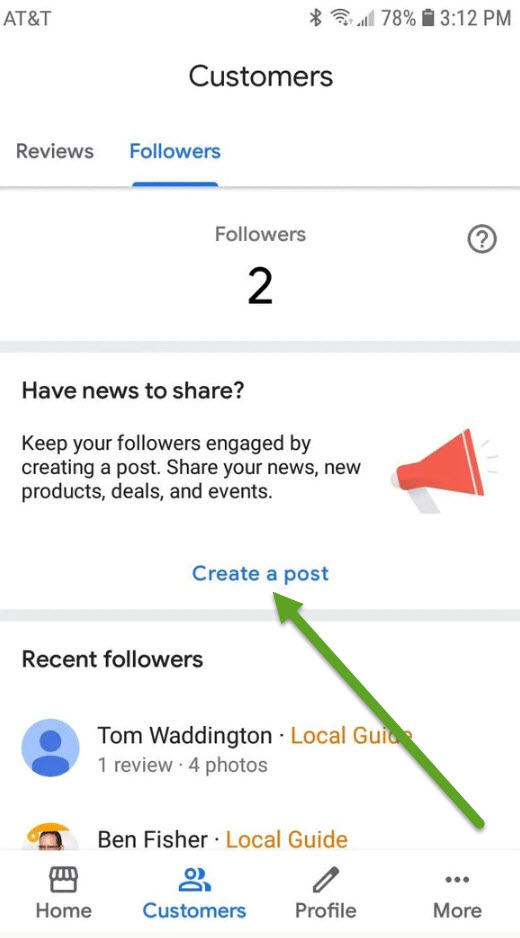 AT&T 78% 3:12 PM
Customers
Reviews Followers
Followers
2
?
Have news to share?
Keep your followers engaged by
creating a post. Share your news, new
products, deals, and events.
Create a post
Recent followers
Tom Waddington · Local Guide
1 review · 4 photos
Ben Fisher · Local Guide
Home Customers Profile More